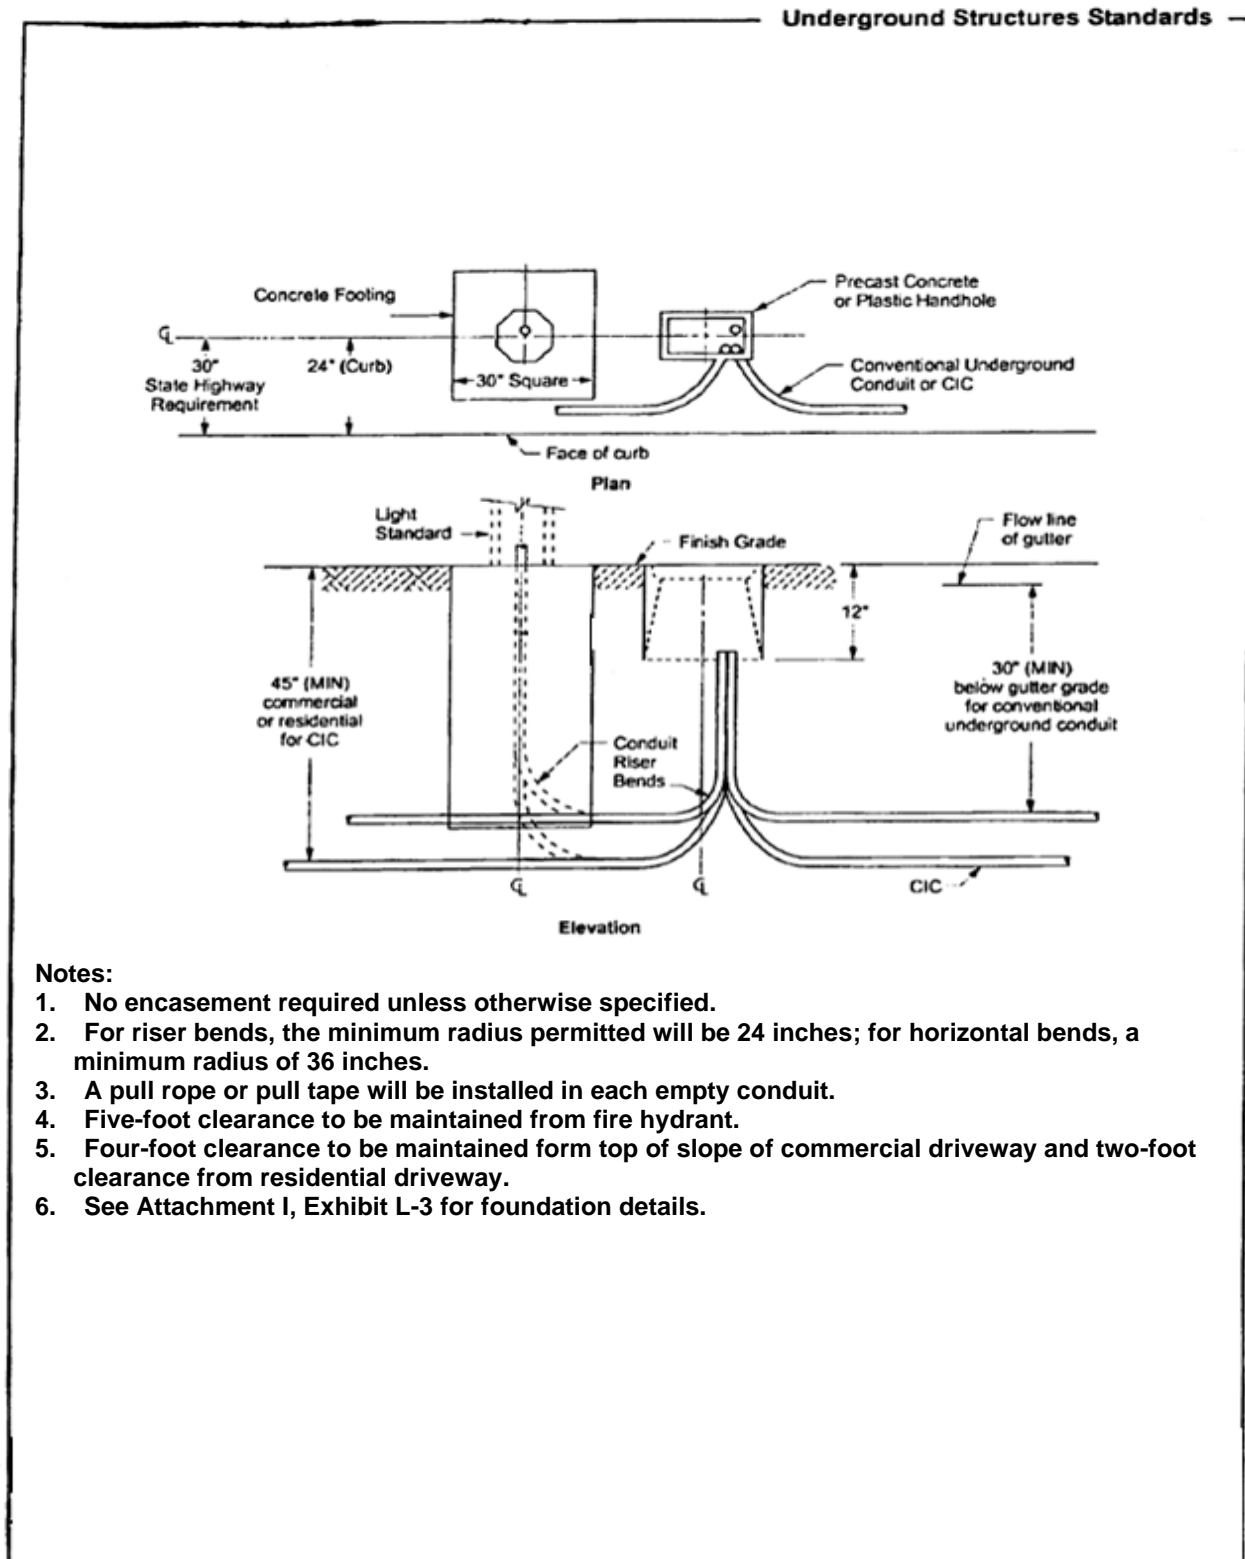 Underground Structures Standards
Concrete Footing
Precast Concrete
or Plastic Handhole
℄
30"
State Highway
Requirement
24" (Curb)
30" Square
Conventional Underground
Conduit or CIC
Face of curb
Plan
Light
Standard
Finish Grade
Flow line
of gutter
12"
45" (MIN)
commercial
or residential
for CIC
30" (MIN)
below gutter grade
for conventional
underground conduit
Conduit
Riser
Bends
℄
℄
CIC
Elevation
Notes:
1. No encasement required unless otherwise specified.
2. For riser bends, the minimum radius permitted will be 24 inches; for horizontal bends, a
minimum radius of 36 inches.
3. A pull rope or pull tape will be installed in each empty conduit.
4. Five-foot clearance to be maintained from fire hydrant.
5. Four-foot clearance to be maintained form top of slope of commercial driveway and two-foot
clearance from residential driveway.
6. See Attachment I, Exhibit L-3 for foundation details.